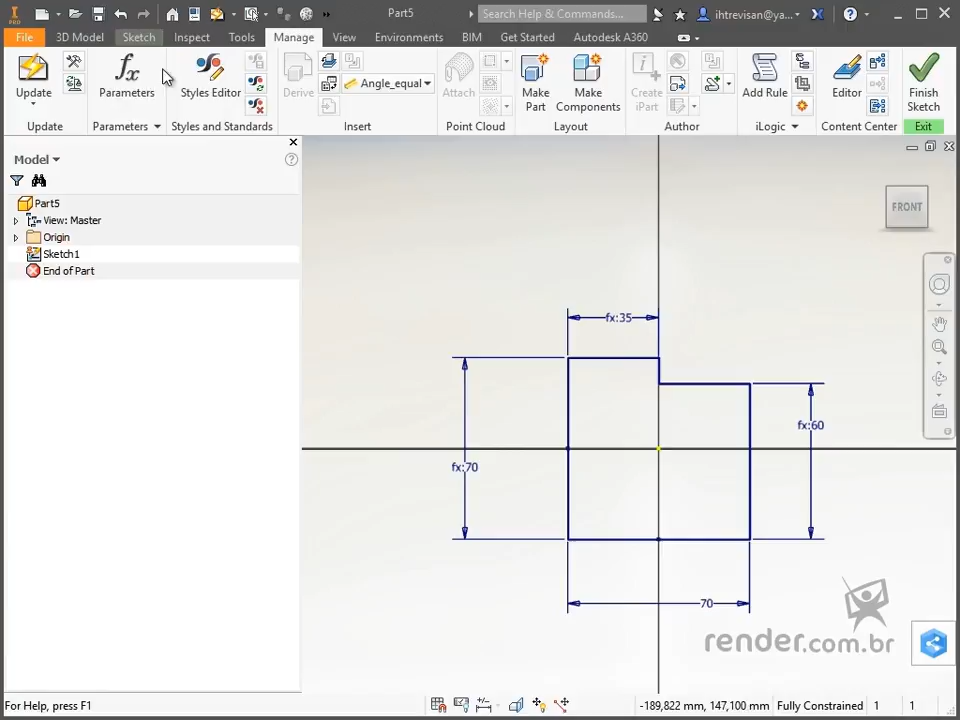 PRO
Part5
Search Help & Commands...
ihtrevisan@ya...
File
3D Model
Sketch
Inspect
Tools
Manage
View
Environments
BIM
Get Started
Autodesk A360
Update
fx
Parameters
Styles Editor
Derive
Angle_equal
Attach
Make
Part
Make
Components
Create
iPart
Add Rule
Editor
Finish
Sketch
Update
Parameters
Styles and Standards
Insert
Point Cloud
Layout
Author
iLogic
Content Center
Exit
Model
Part5
View: Master
Origin
Sketch1
End of Part
FRONT
fx:35
fx:60
fx:70
70
render.com.br
For Help, press F1
-189,822 mm, 147,100 mm
Fully Constrained
1
1